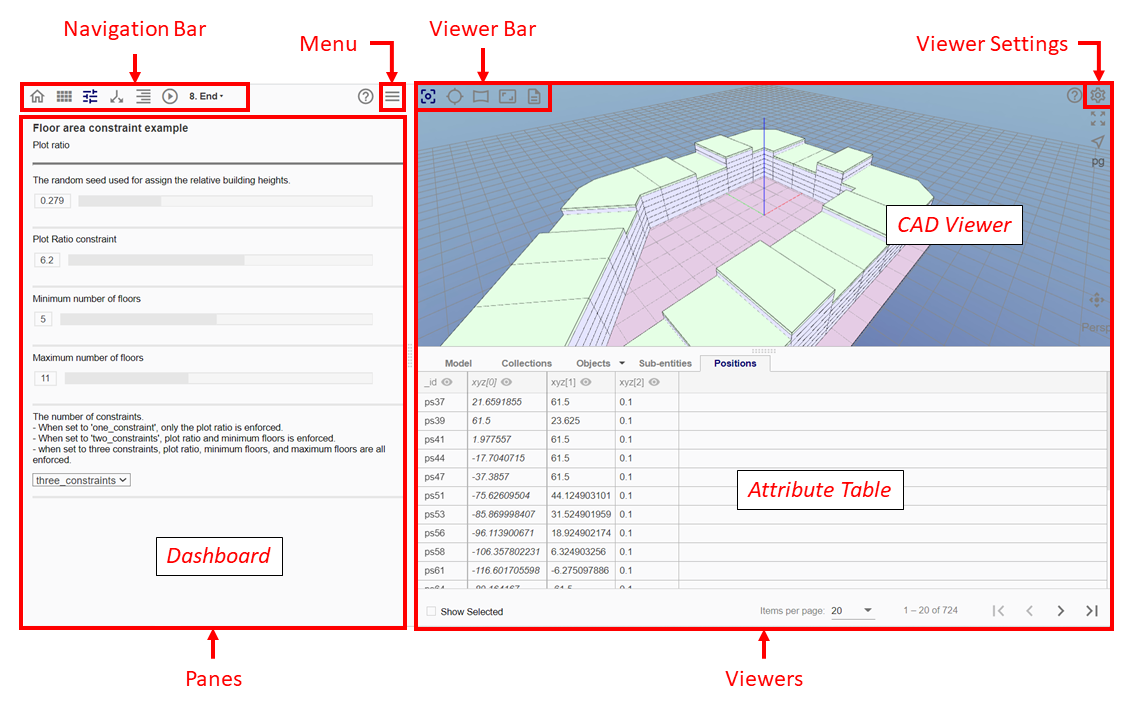 Navigation Bar
Menu
Viewer Bar
Viewer Settings
8. End
Floor area constraint example
Plot ratio
The random seed used for assign the relative building heights.
0.279
Plot Ratio constraint
6.2
Minimum number of floors
5
Maximum number of floors
11
The number of constraints.
- When set to 'one_constraint', only the plot ratio is enforced.
- When set to 'two_constraints', plot ratio and minimum floors is enforced.
- when set to three constraints, plot ratio, minimum floors, and maximum floors are all
enforced.
three_constraints
Dashboard
Panes
pg
CAD Viewer
Persp
Model Collections Objects Sub-entities Positions
_id xyz[0] xyz[1] xyz[2]
ps37 21.6591855 61.5 0.1
ps39 61.5 23.625 0.1
ps41 1.977557 61.5 0.1
ps44 -17.7040715 61.5 0.1
ps47 -37.3857 61.5 0.1
ps51 -75.62609504 44.124903101 0.1
ps53 -85.869998407 31.524901959 0.1
ps56 -96.113900671 18.924902174 0.1
ps58 -106.357802231 6.324903256 0.1
ps61 -116.601705598 -6.275097886 0.1
ps64 -80.164167 -61.5 0.1
Attribute Table
Show Selected
Items per page: 20 1 – 20 of 724
Viewers